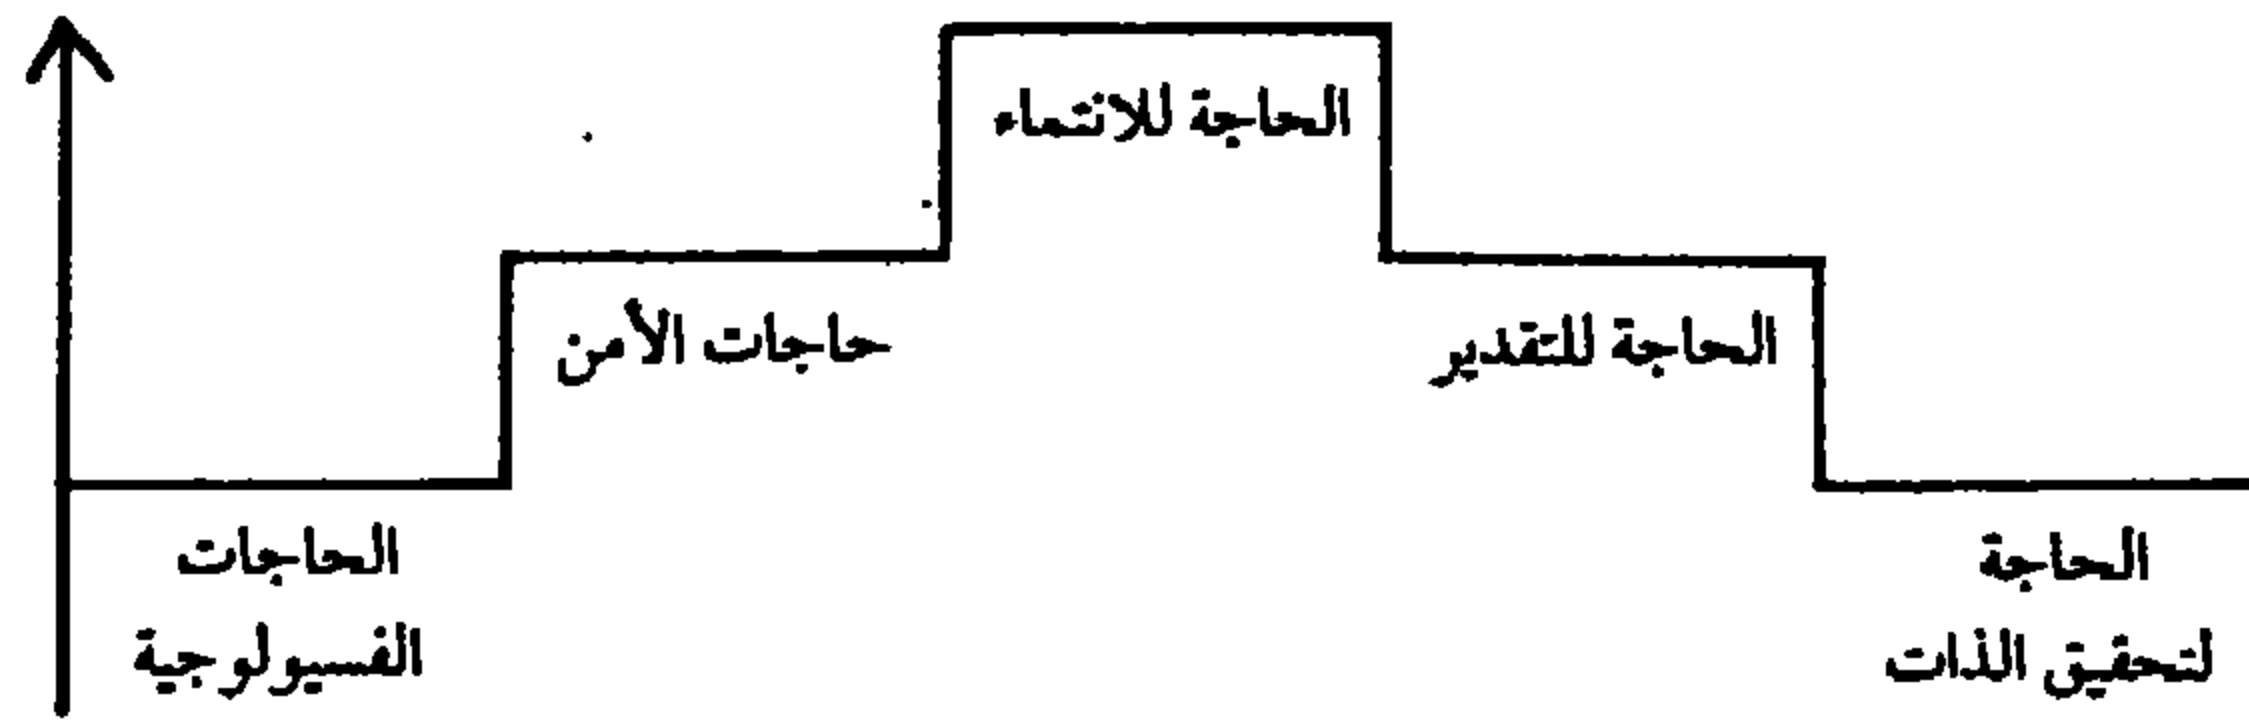 الحاجة للانتماء
حاجات الأمن
الحاجة للتقدير
الحاجات
الفسيولوجية
الحاجة
لتحقيق الذات